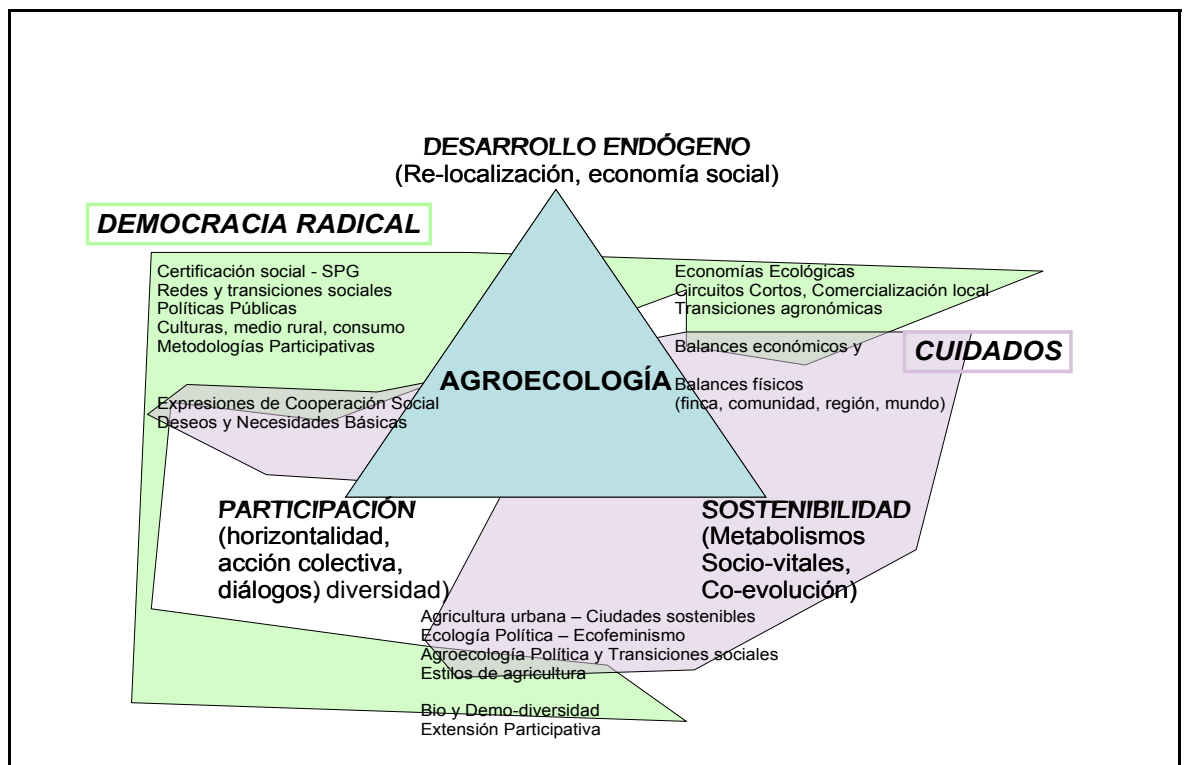 DESARROLLO ENDÓGENO
(Re-localización, economía social)
DEMOCRACIA RADICAL
Certificación social - SPG
Redes y transiciones sociales
Políticas Públicas
Culturas, medio rural, consumo
Metodologías Participativas
Expresiones de Cooperación Social
Deseos y Necesidades Básicas
Economías Ecológicas
Circuitos Cortos, Comercialización local
Transiciones agronómicas
Balances económicos y
Balances físicos
(finca, comunidad, región, mundo)
CUIDADOS
AGROECOLOGÍA
PARTICIPACIÓN
(horizontalidad,
acción colectiva,
diálogos) diversidad)
SOSTENIBILIDAD
(Metabolismos
Socio-vitales,
Co-evolución)
Agricultura urbana – Ciudades sostenibles
Ecología Política – Ecofeminismo
Agroecología Política y Transiciones sociales
Estilos de agricultura
Bio y Demo-diversidad
Extensión Participativa